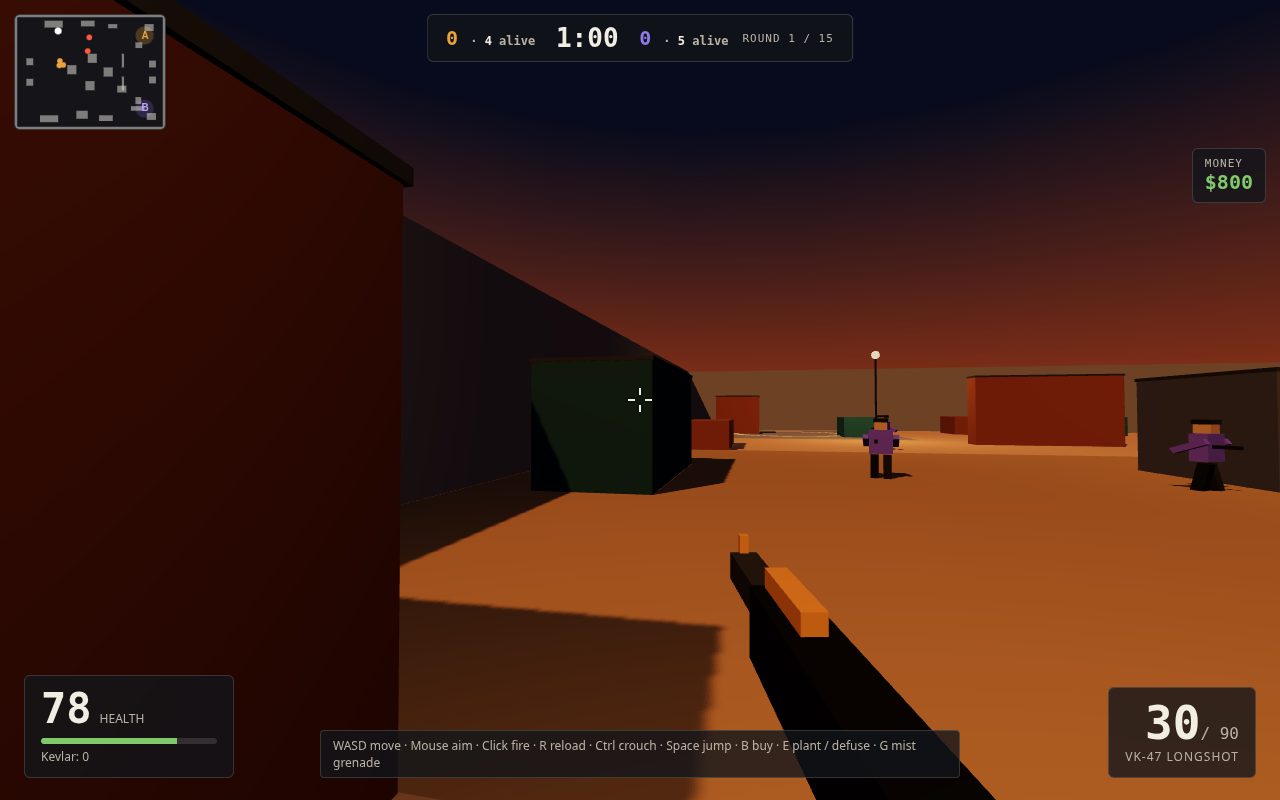 A
B
0 · 4 alive 1:00 0 · 5 alive ROUND 1 / 15
MONEY
$800
78 HEALTH
Kevlar: 0
WASD move · Mouse aim · Click fire · R reload · Ctrl crouch · Space jump · B buy · E plant / defuse · G mist
grenade
30 / 90
VK-47 LONGSHOT